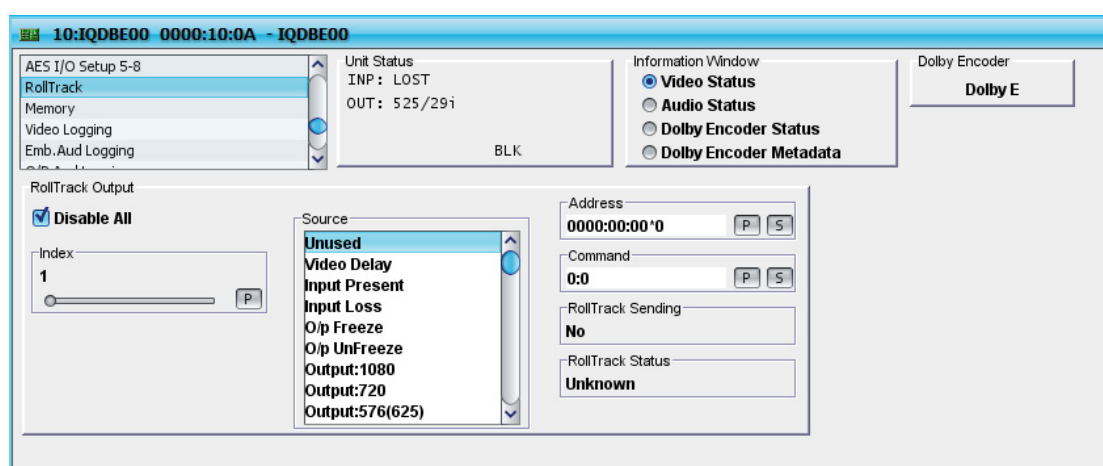 10:IQDBE00 0000:10:0A - IQDBE00
AES I/O Setup 5-8
RollTrack
Memory
Video Logging
Emb.Aud Logging
Unit Status
INP: LOST
OUT: 525/29i
BLK
Information Window
Video Status
Audio Status
Dolby Encoder Status
Dolby Encoder Metadata
Dolby Encoder
Dolby E
RollTrack Output
Disable All
Index
1
P
Source
Unused
Video Delay
Input Present
Input Loss
O/p Freeze
O/p UnFreeze
Output:1080
Output:720
Output:576(625)
Address
0000:00:00*0 P S
Command
0:0 P S
RollTrack Sending
No
RollTrack Status
Unknown